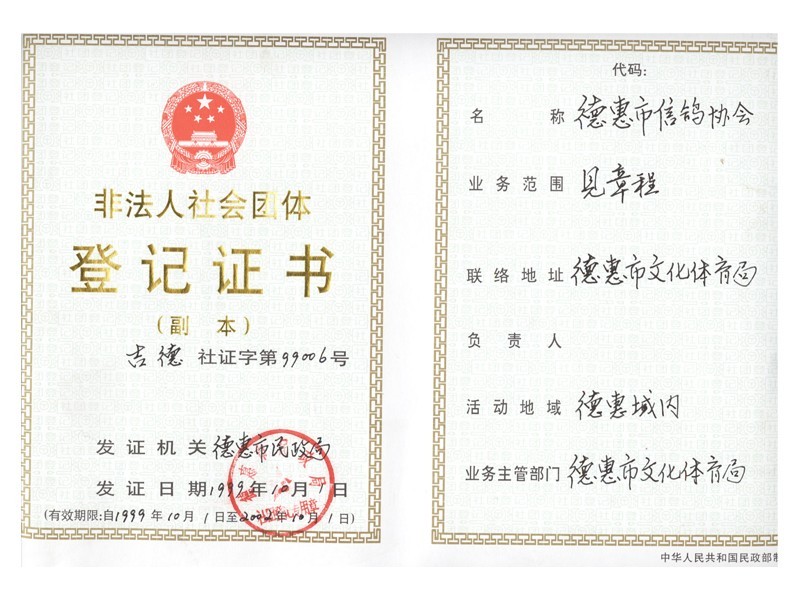 非法人社会团体
登记证书
(副 本)
吉德 社证字第99006号
发证机关 德惠市民政局
发证日期 1999年10月1日
(有效期限:自1999年10月1日至2002年10月1日)
代码:
名 称 德惠市信鸽协会
业务范围 见章程
联络地址 德惠市文化体育局
负 责 人
活动地域 德惠城内
业务主管部门 德惠市文化体育局
中华人民共和国民政部制